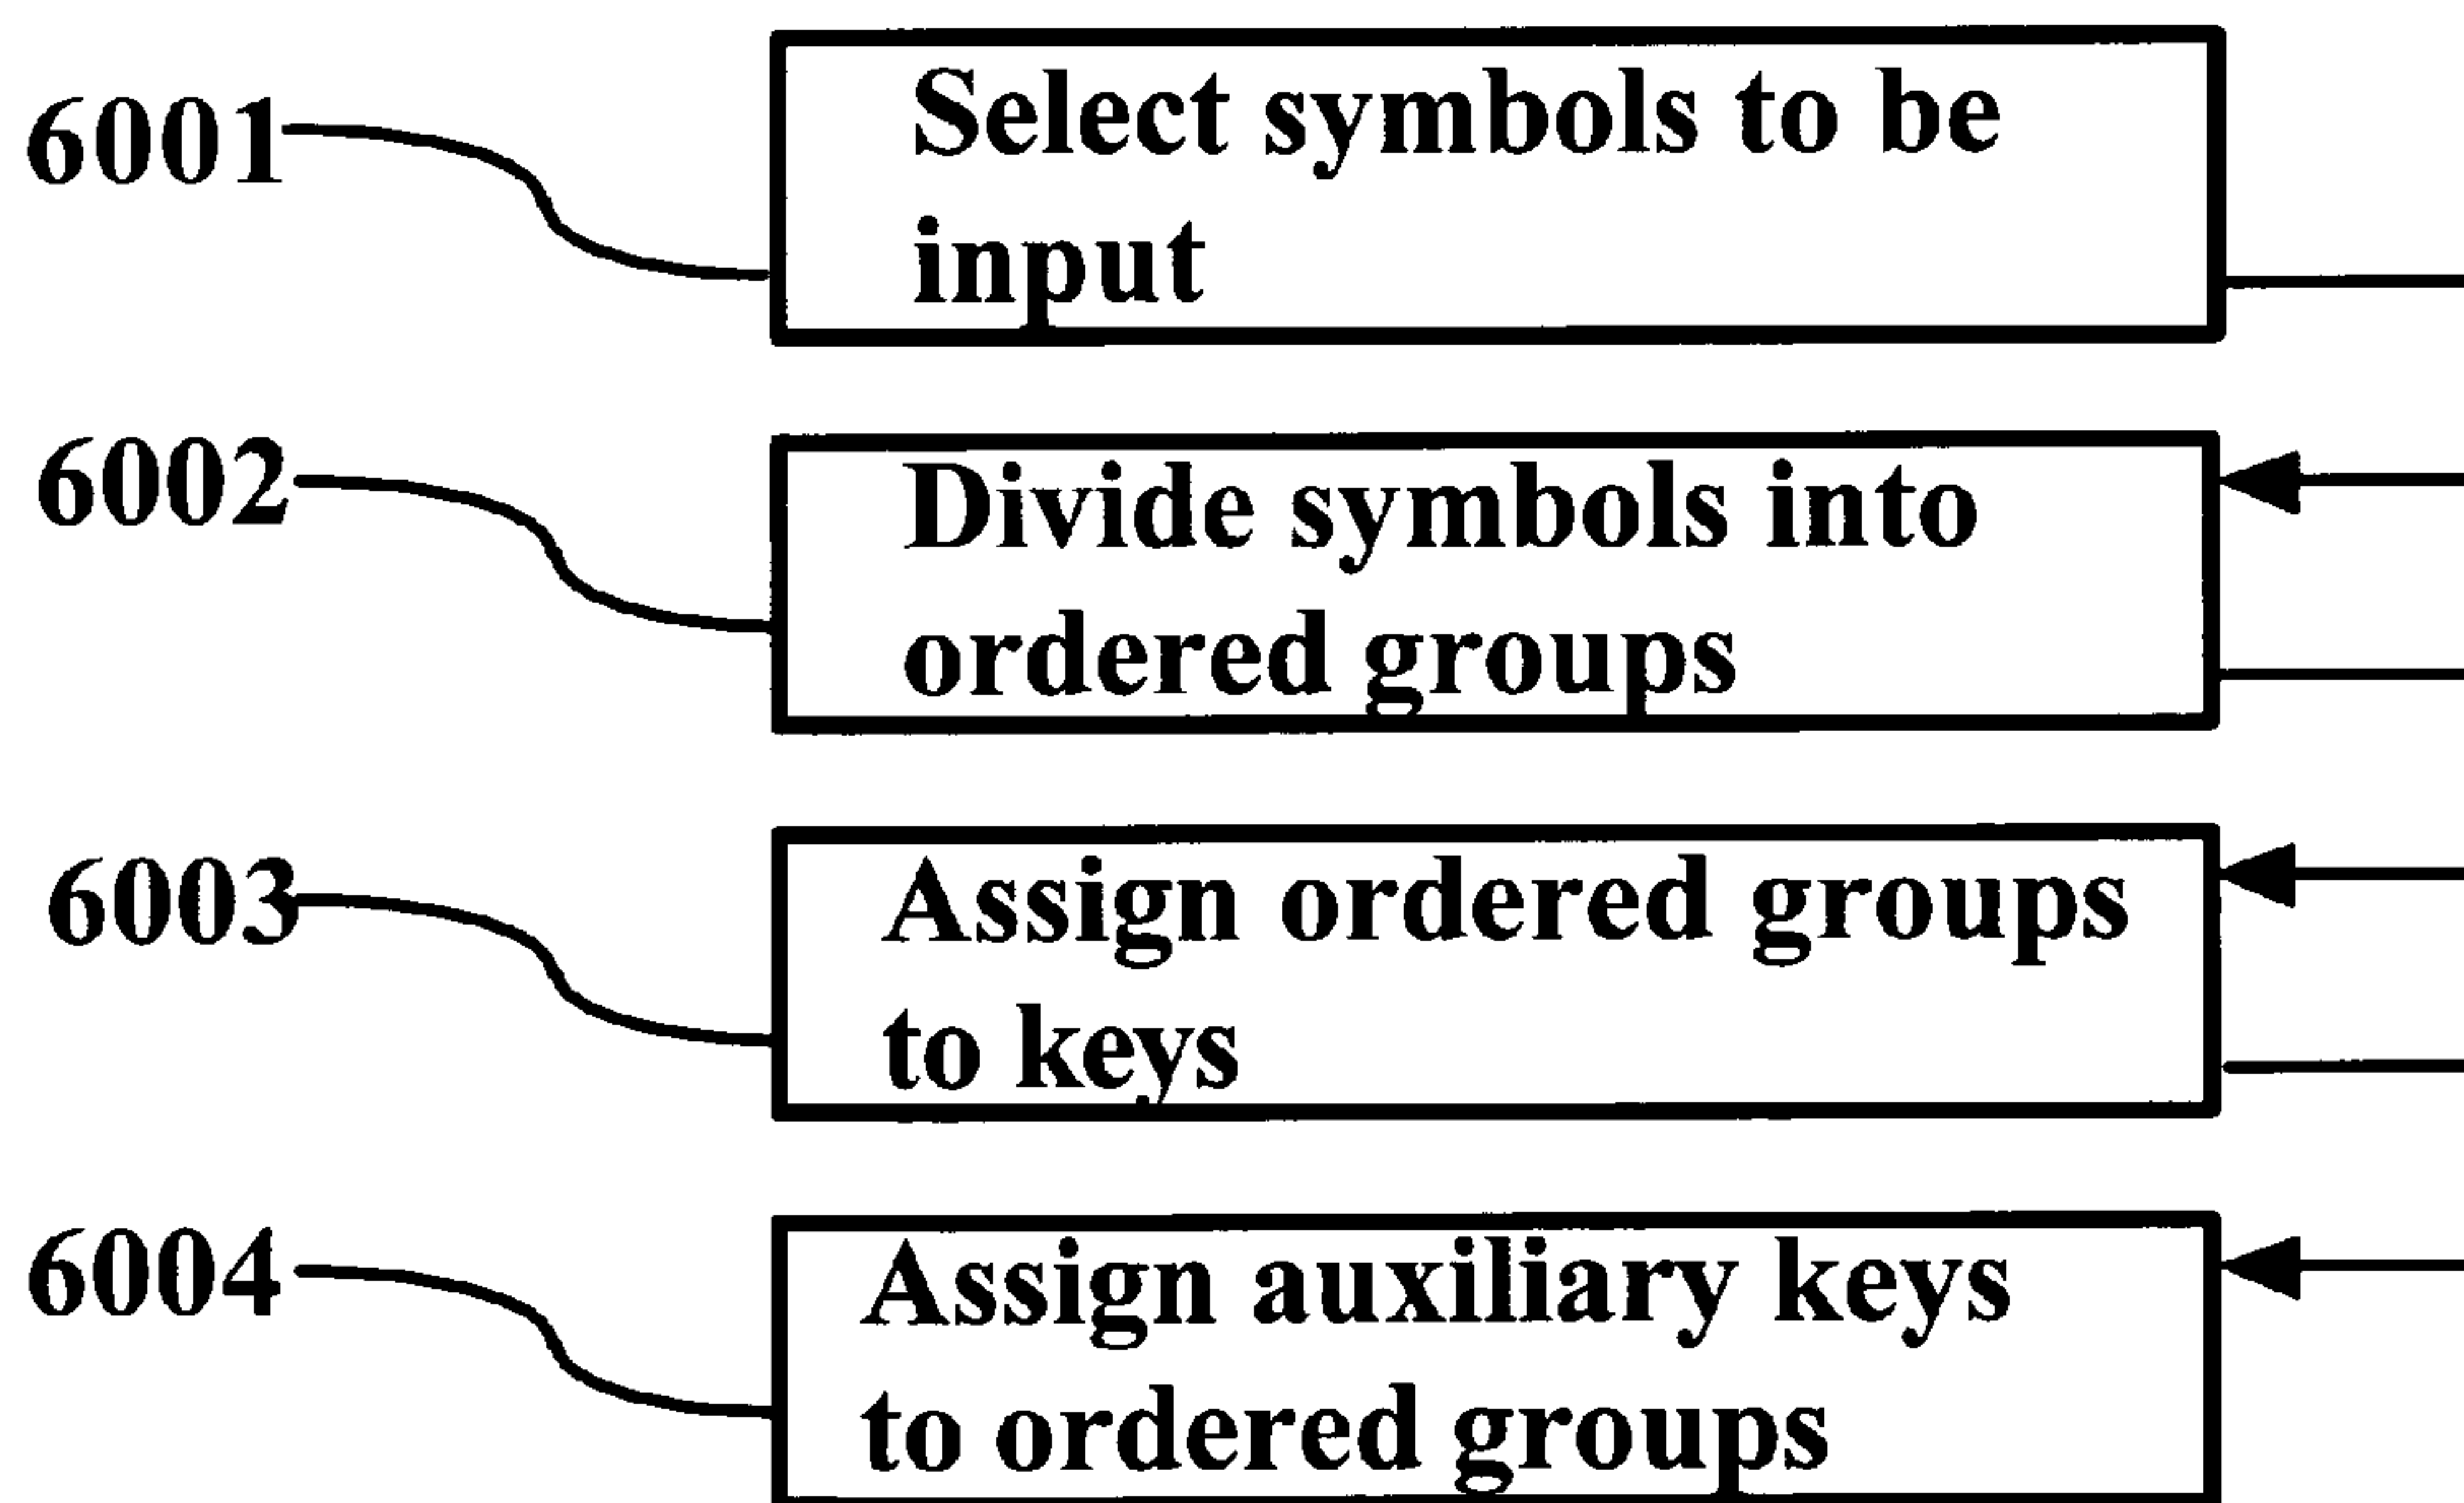 6001
Select symbols to be
input
6002
Divide symbols into
ordered groups
6003
Assign ordered groups
to keys
6004
Assign auxiliary keys
to ordered groups